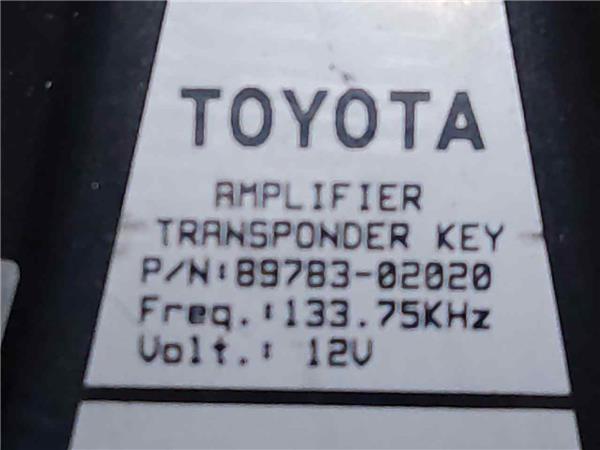 TOYOTA
AMPLIFIER
TRANSPONDER KEY
P/N:89783-02020
Freq.:133.75KHz
Volt.: 12V